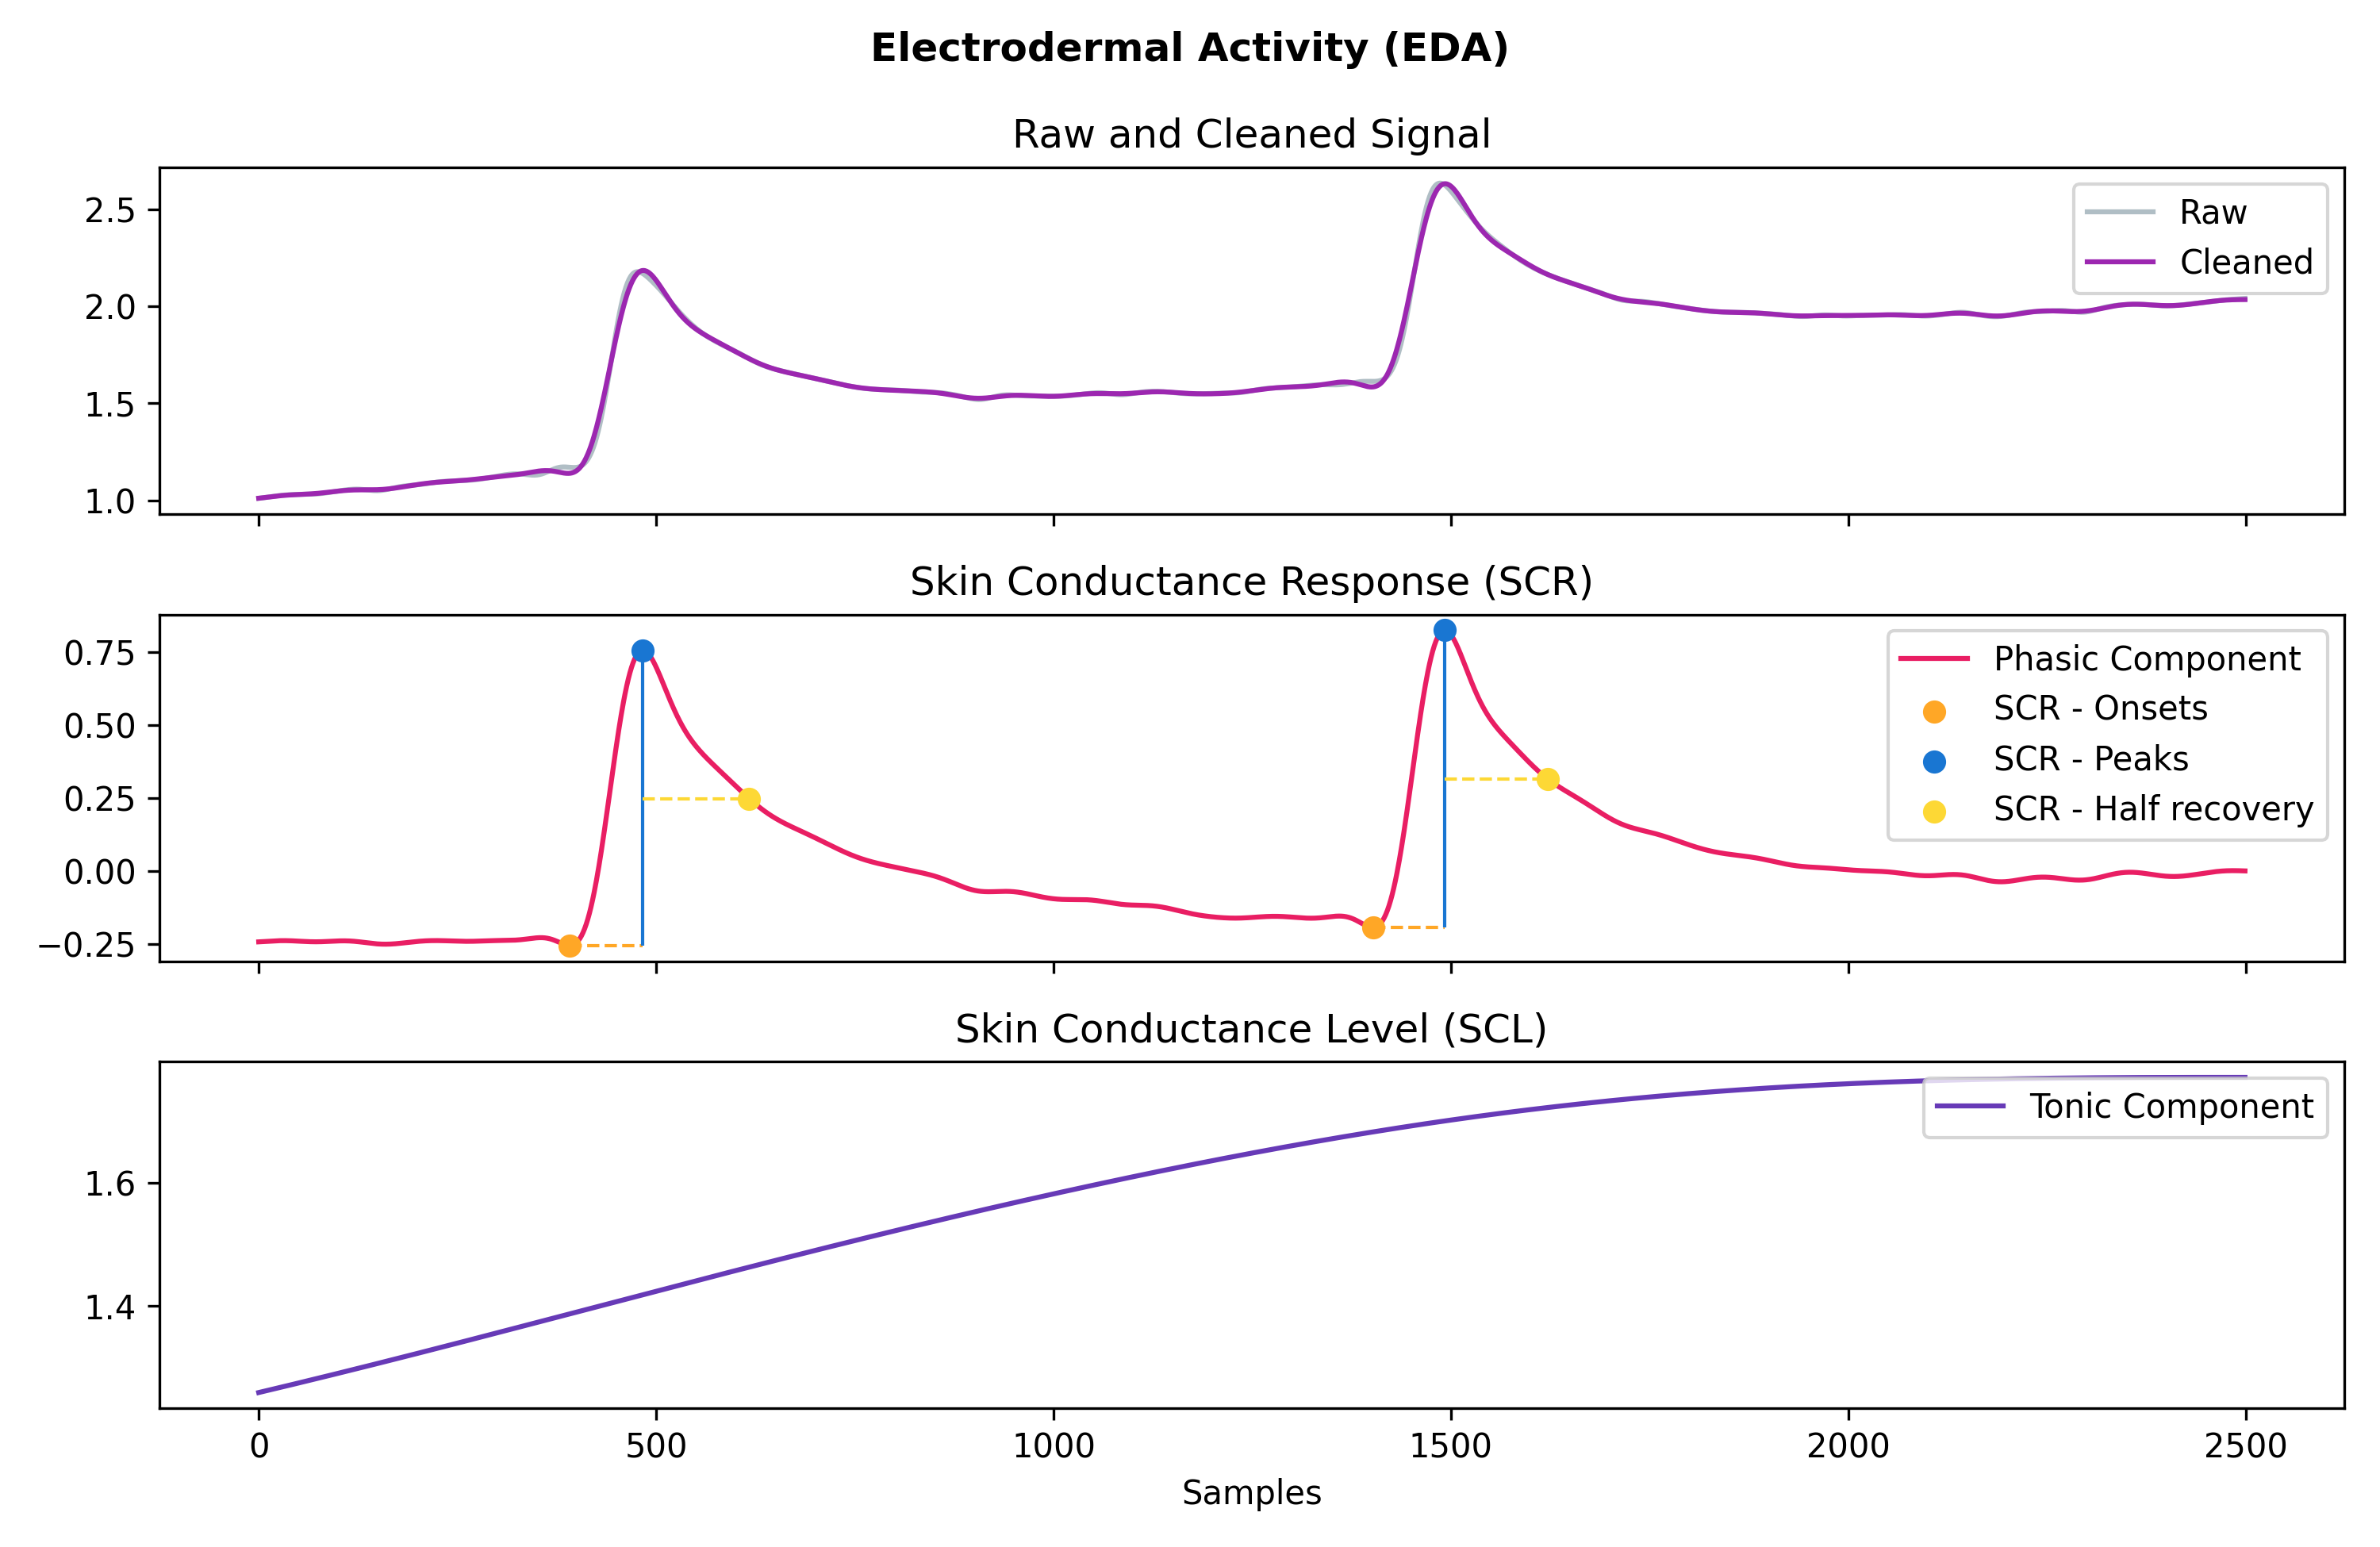 Electrodermal Activity (EDA)
Raw and Cleaned Signal
2.5
2.0
1.5
1.0
Raw
Cleaned
Skin Conductance Response (SCR)
0.75
0.50
0.25
0.00
−0.25
Phasic Component
SCR - Onsets
SCR - Peaks
SCR - Half recovery
Skin Conductance Level (SCL)
1.6
1.4
Tonic Component
0 500 1000 1500 2000 2500
Samples